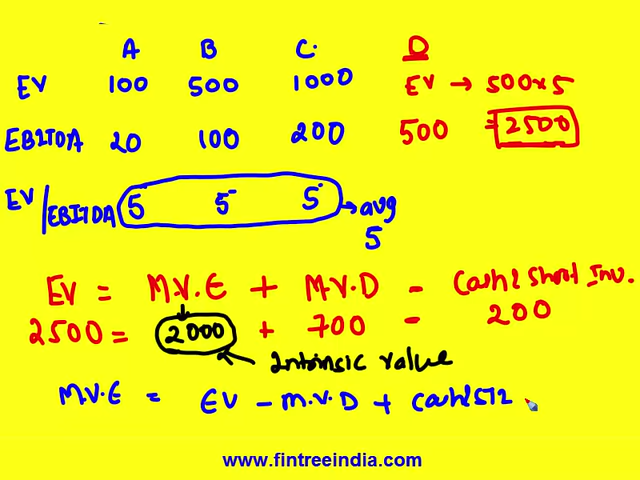 A B C. D
EV 100 500 1000 EV → 500x5
EBITDA 20 100 200 500 = 2500
EV/EBITDA 5 5 5 → avg
5
EV = M.V.E + M.V.D - Cash & Short Inv.
2500 = 2000 + 700 - 200
Intrinsic value
M.V.E = EV - M.V.D + Cash &
www.fintreeindia.com